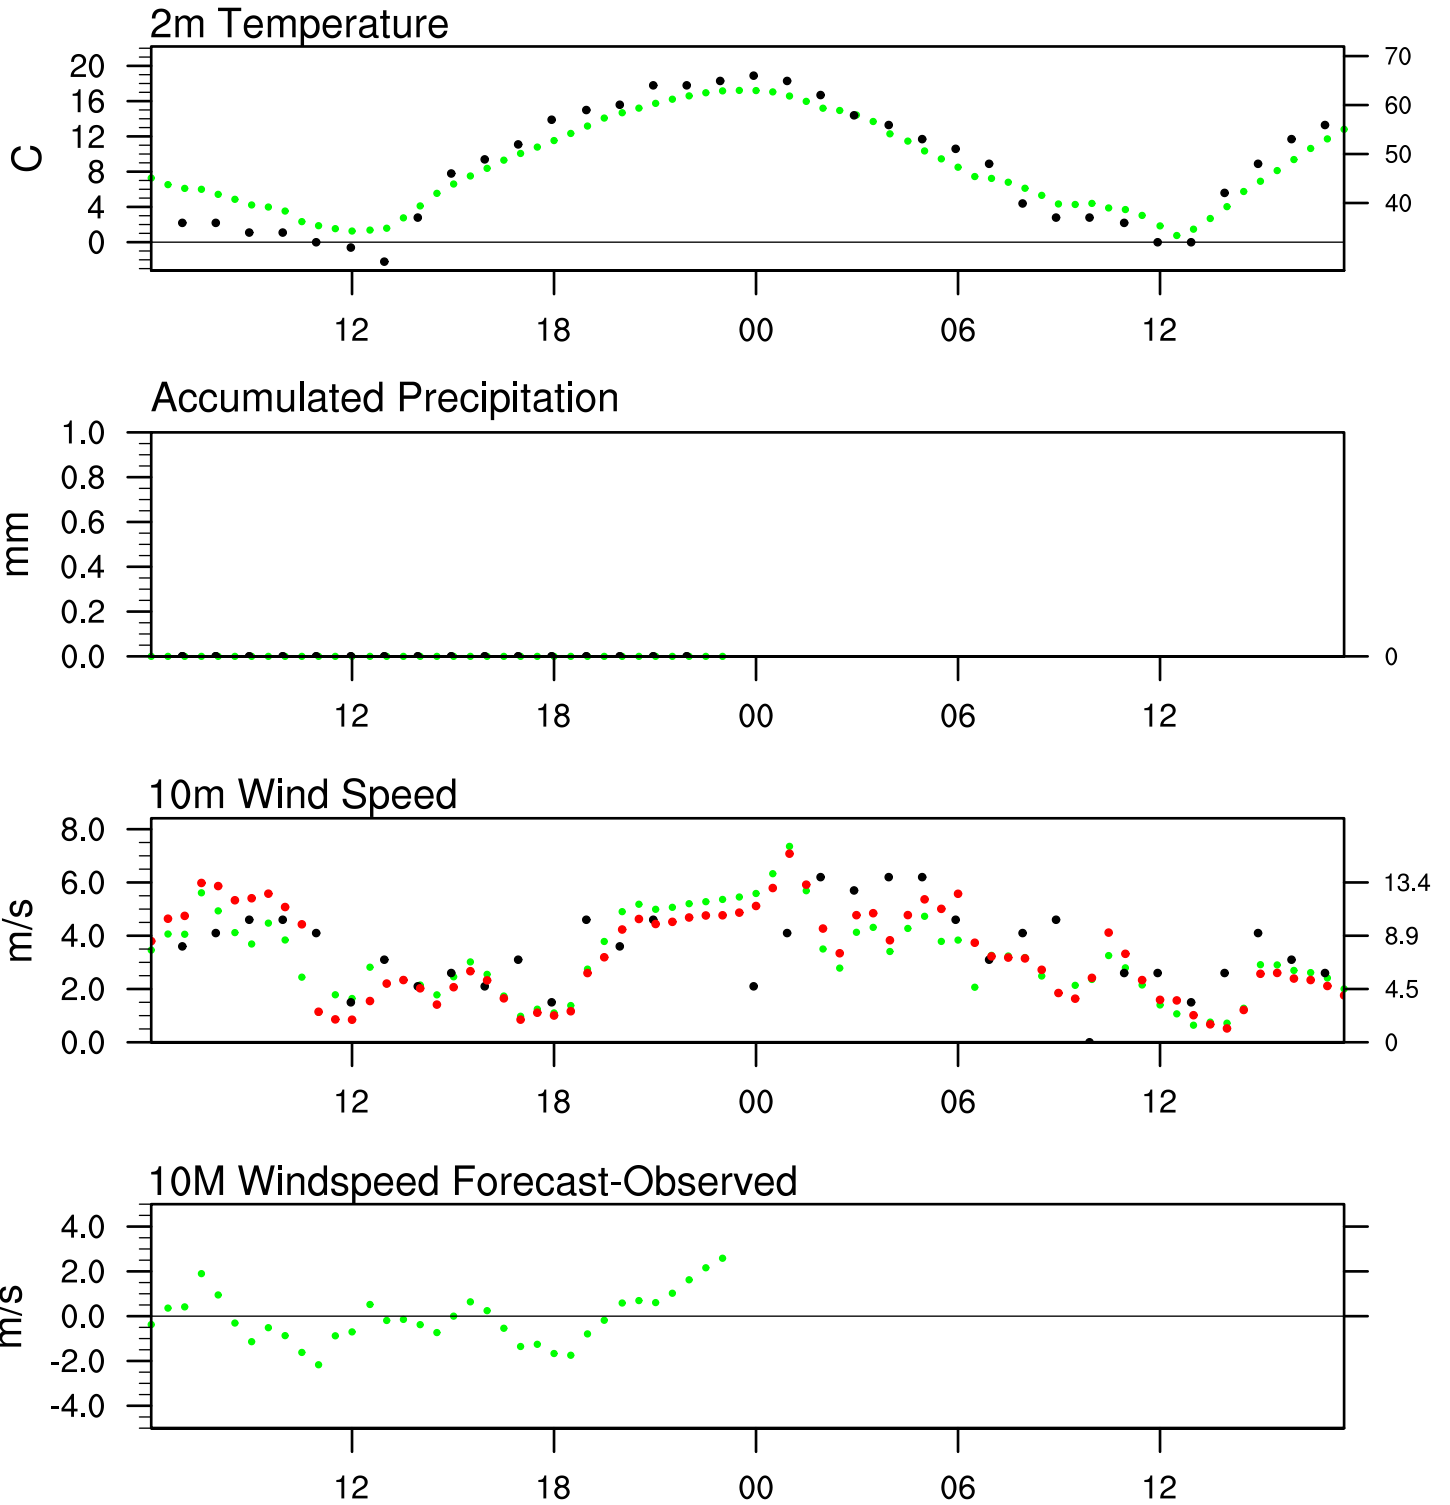 2m Temperature
20
16
12
8
4
0
C
70
60
50
40
12 18 00 06 12
Accumulated Precipitation
1.0
0.8
0.6
0.4
0.2
0.0
mm
0
12 18 00 06 12
10m Wind Speed
8.0
6.0
4.0
2.0
0.0
m/s
13.4
8.9
4.5
0
12 18 00 06 12
10M Windspeed Forecast-Observed
4.0
2.0
0.0
-2.0
-4.0
m/s
12 18 00 06 12